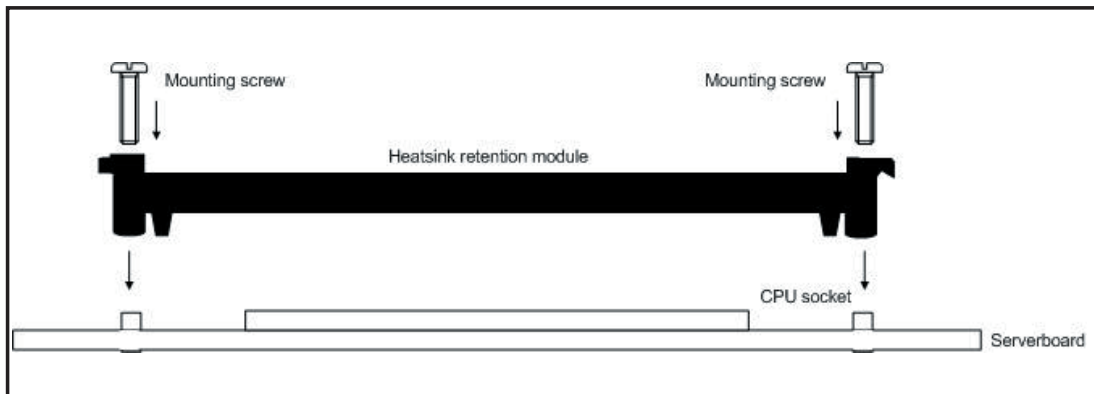 Mounting screw
Mounting screw
Heatsink retention module
CPU socket
Serverboard